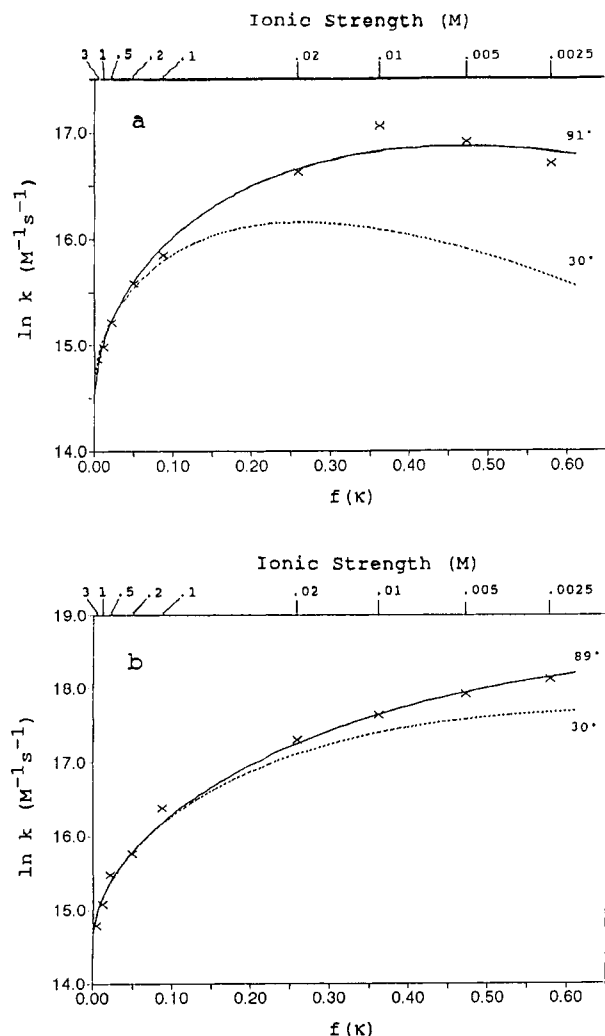 Ionic Strength (M)
3 1 .5 .2 .1 .02 .01 .005 .0025
a
17.0
16.0
15.0
14.0
91°
30°
ln k (M⁻¹s⁻¹)
0.00 0.10 0.20 0.30 0.40 0.50 0.60
f(κ)
Ionic Strength (M)
3 1 .5 .2 .1 .02 .01 .005 .0025
b
19.0
18.0
17.0
16.0
15.0
14.0
89°
30°
ln k (M⁻¹s⁻¹)
0.00 0.10 0.20 0.30 0.40 0.50 0.60
f(κ)